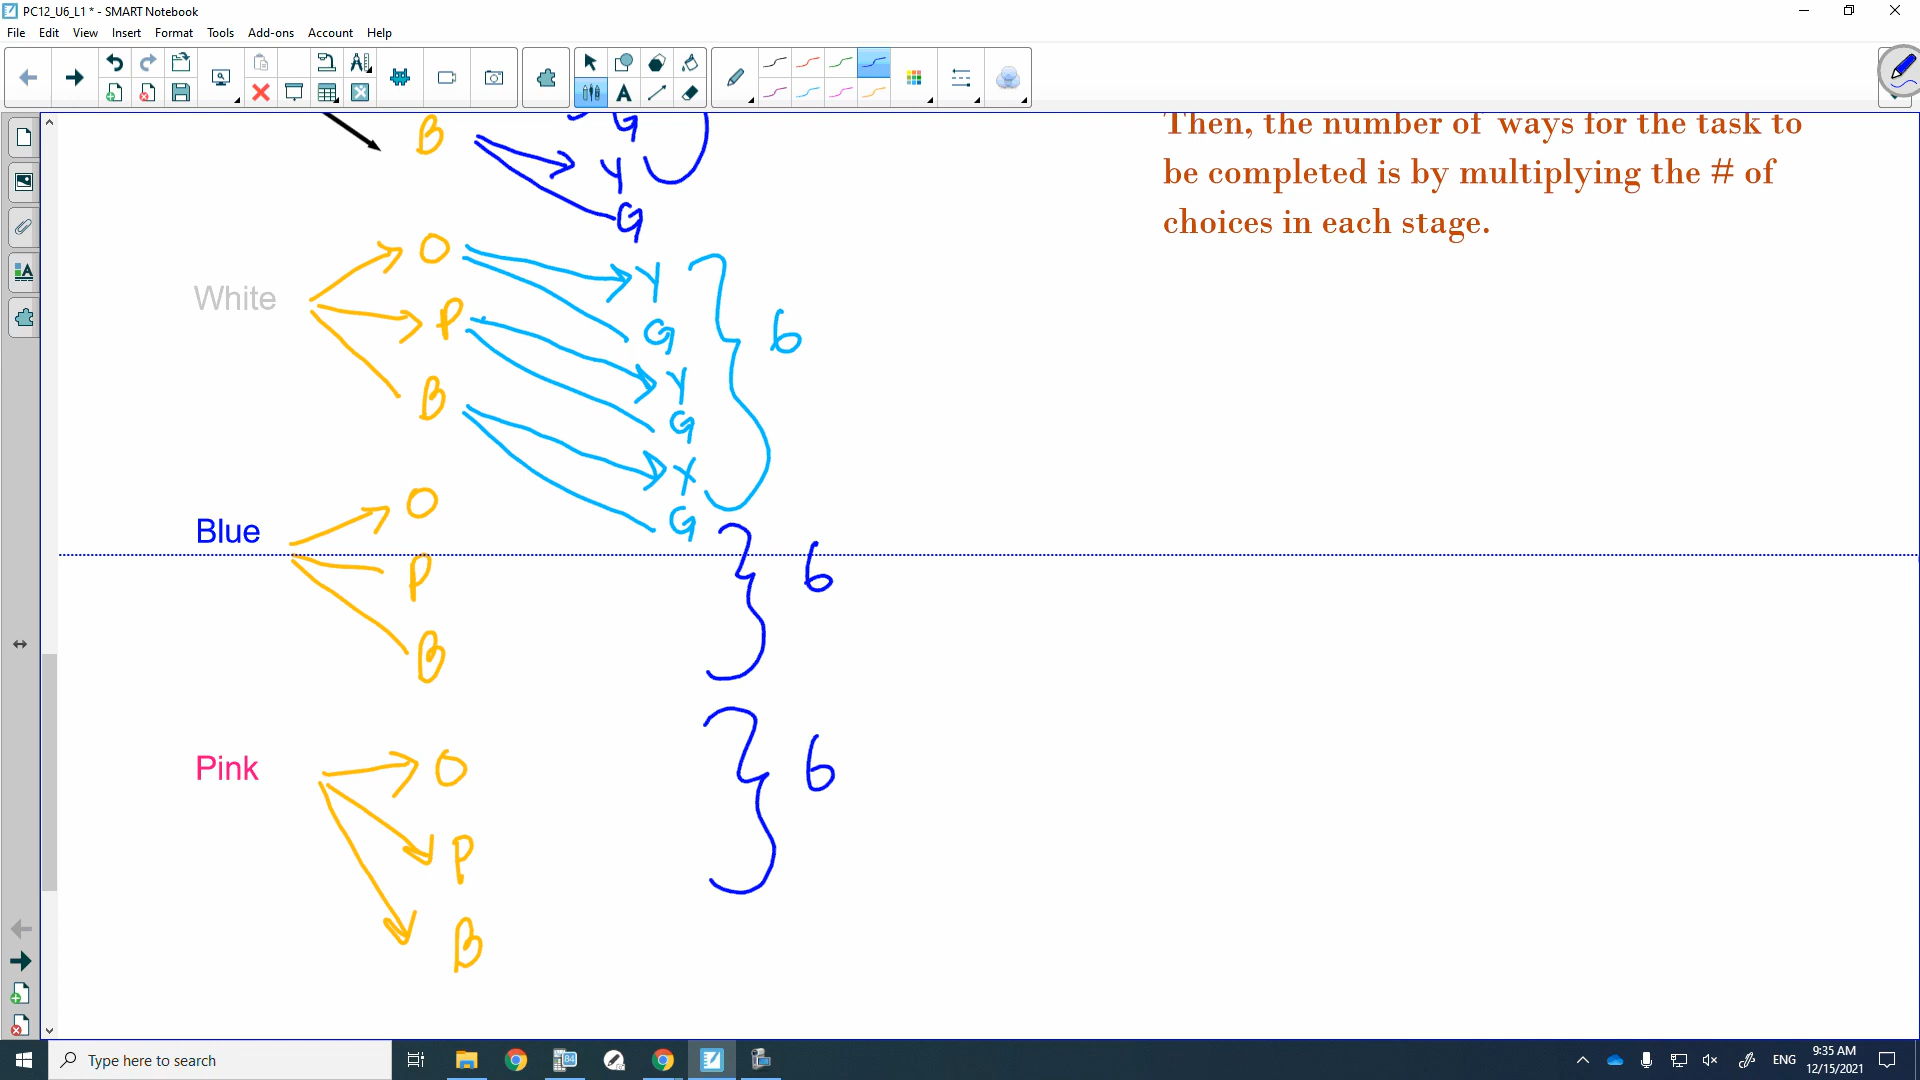 PC12_U6_L1 * - SMART Notebook
File Edit View Insert Format Tools Add-ons Account Help
Then, the number of ways for the task to
be completed is by multiplying the # of
choices in each stage.
B
G
Y
G
White
O
P
B
Y
G
Y
G
Y
G
6
Blue
O
P
B
6
Pink
O
P
B
6
Type here to search
84
ENG
9:35 AM
12/15/2021